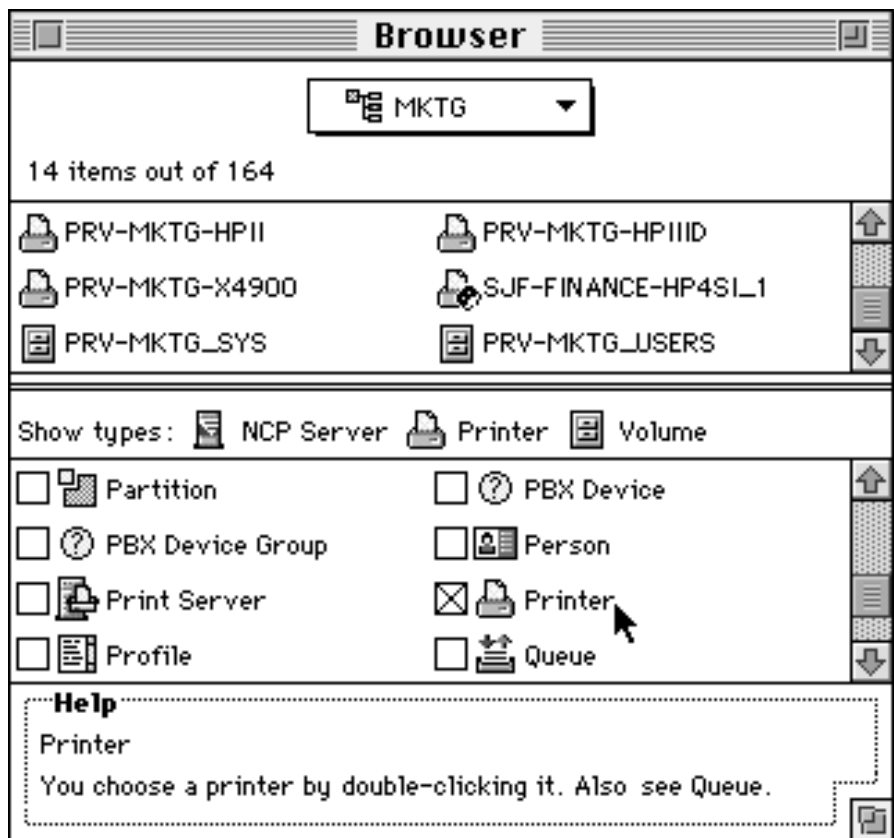 Browser
MKTG
14 items out of 164
PRV-MKTG-HPII PRV-MKTG-HPIIID
PRV-MKTG-X4900 SJF-FINANCE-HP4SI_1
PRV-MKTG_SYS PRV-MKTG_USERS
Show types: NCP Server Printer Volume
Partition PBX Device
PBX Device Group Person
Print Server Printer
Profile Queue
Help
Printer
You choose a printer by double-clicking it. Also see Queue.